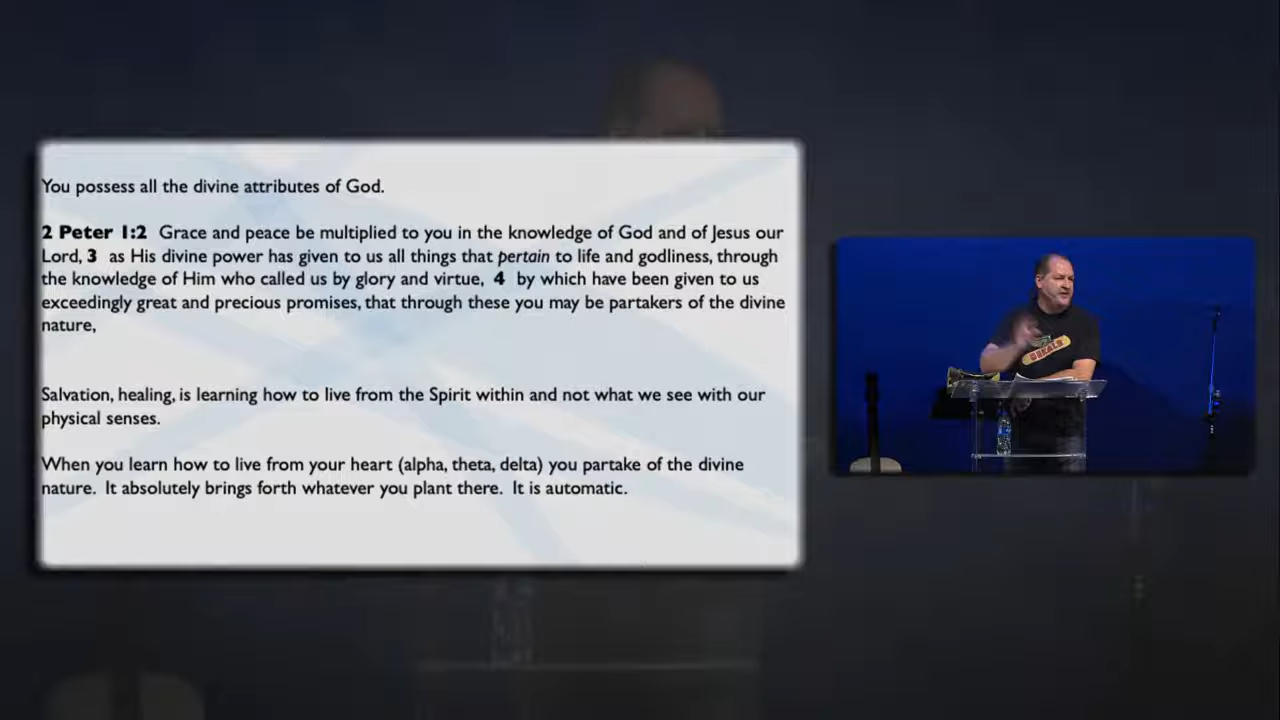 You possess all the divine attributes of God.
2 Peter 1:2 Grace and peace be multiplied to you in the knowledge of God and of Jesus our
Lord, 3 as His divine power has given to us all things that pertain to life and godliness, through
the knowledge of Him who called us by glory and virtue, 4 by which have been given to us
exceedingly great and precious promises, that through these you may be partakers of the divine
nature,
Salvation, healing, is learning how to live from the Spirit within and not what we see with our
physical senses.
When you learn how to live from your heart (alpha, theta, delta) you partake of the divine
nature. It absolutely brings forth whatever you plant there. It is automatic.